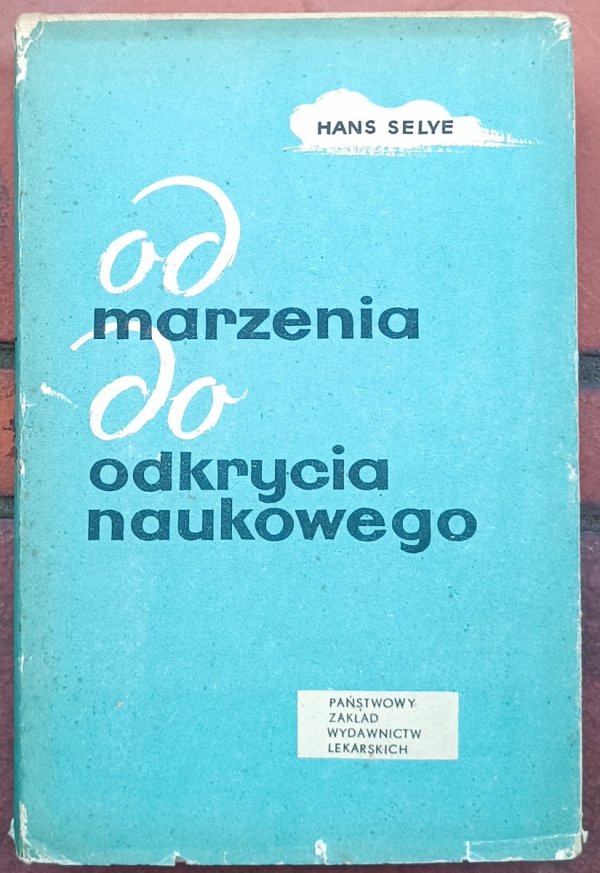 HANS SELYE
od
marzenia
do
odkrycia
naukowego
PAŃSTWOWY
ZAKŁAD
WYDAWNICTW
LEKARSKICH